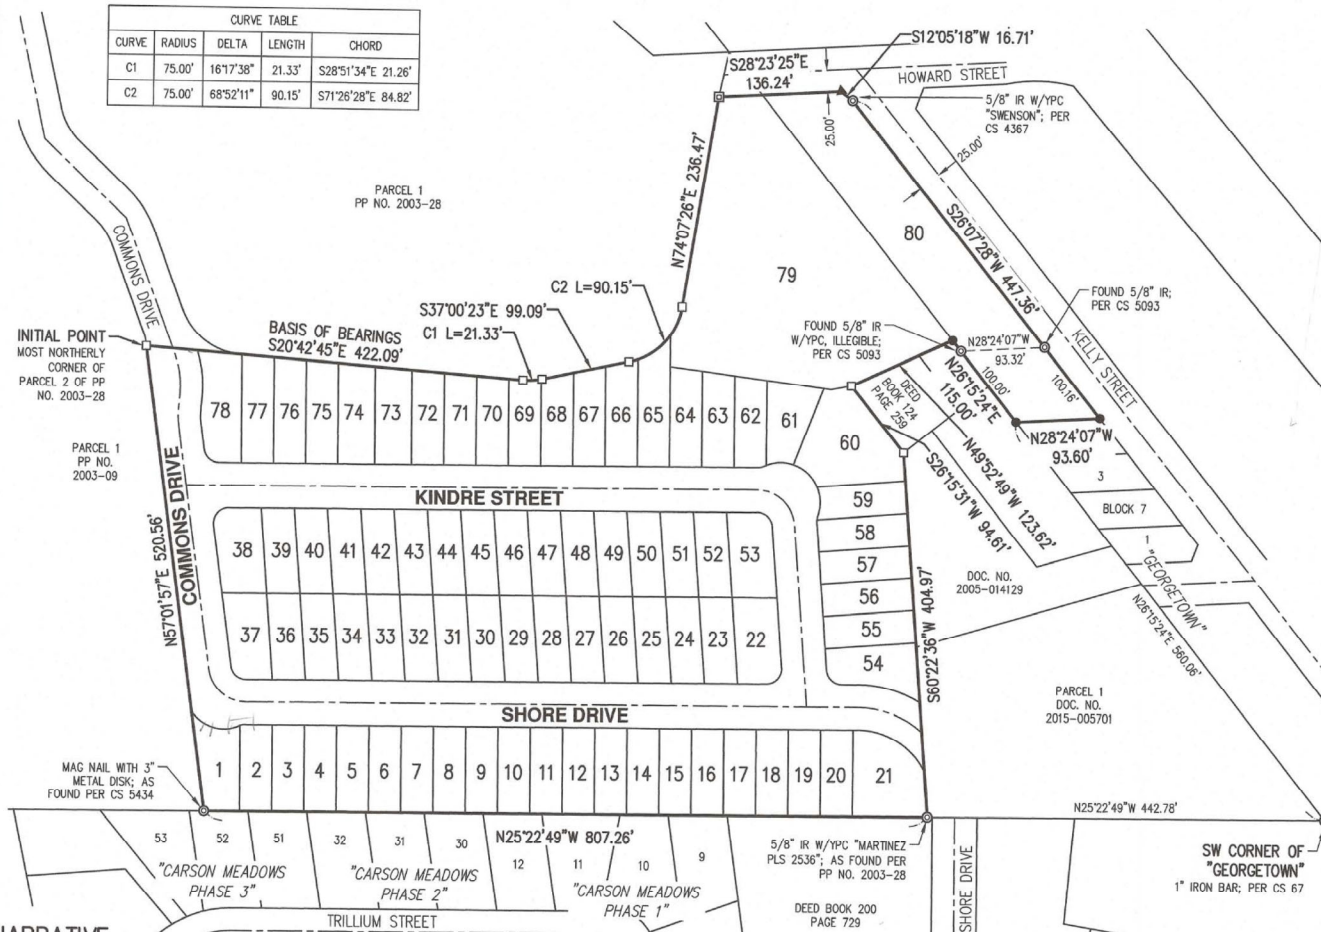 CURVE TABLE
CURVE RADIUS DELTA LENGTH CHORD
C1 75.00' 16°17'38" 21.33' S28°51'34"E 21.26'
C2 75.00' 68°52'11" 90.15' S71°26'28"E 84.82'
S12°05'18"W 16.71'
S28°23'25"E
136.24'
HOWARD STREET
5/8" IR W/YPC
"SWENSON"; PER
CS 4367
25.00'
25.00'
PARCEL 1
PP NO. 2003-28
N74°07'26"E 236.47'
80
S26°07'28"W 447.36'
79
COMMONS DRIVE
C2 L=90.15'
S37°00'23"E 99.09'
C1 L=21.33'
FOUND 5/8" IR;
PER CS 5093
INITIAL POINT
MOST NORTHERLY
CORNER OF
PARCEL 2 OF PP
NO. 2003-28
BASIS OF BEARINGS
S20°42'45"E 422.09'
FOUND 5/8" IR
W/YPC, ILLEGIBLE;
PER CS 5093
N28°24'07"W
93.32'
KELLY STREET
100.00'
100.16'
N26°15'24"E
115.00'
DEED
BOOK 124
PAGE 259
78 77 76 75 74 73 72 71 70 69 68 67 66 65 64 63 62 61
60
N28°24'07"W
93.60'
PARCEL 1
PP NO.
2003-09
N49°52'49"W 123.62'
S26°15'31"W 94.61'
3
BLOCK 7
1
"GEORGETOWN"
KINDRE STREET
59
58
57
56
55
54
N57°01'57"E 520.56'
COMMONS DRIVE
38 39 40 41 42 43 44 45 46 47 48 49 50 51 52 53
37 36 35 34 33 32 31 30 29 28 27 26 25 24 23 22
DOC. NO.
2005-014129
S60°22'36"W 404.97'
N26°15'24"E 560.06'
PARCEL 1
DOC. NO.
2015-005701
SHORE DRIVE
MAG NAIL WITH 3"
METAL DISK; AS
FOUND PER CS 5434
1 2 3 4 5 6 7 8 9 10 11 12 13 14 15 16 17 18 19 20 21
N25°22'49"W 442.78'
53 52 51 32 31 30
N25°22'49"W 807.26'
12 11 10 9
"CARSON MEADOWS
PHASE 3"
"CARSON MEADOWS
PHASE 2"
"CARSON MEADOWS
PHASE 1"
5/8" IR W/YPC "MARTINEZ
PLS 2536"; AS FOUND PER
PP NO. 2003-28
SW CORNER OF
"GEORGETOWN"
1" IRON BAR; PER CS 67
DEED BOOK 200
PAGE 729
SHORE DRIVE
TRILLIUM STREET